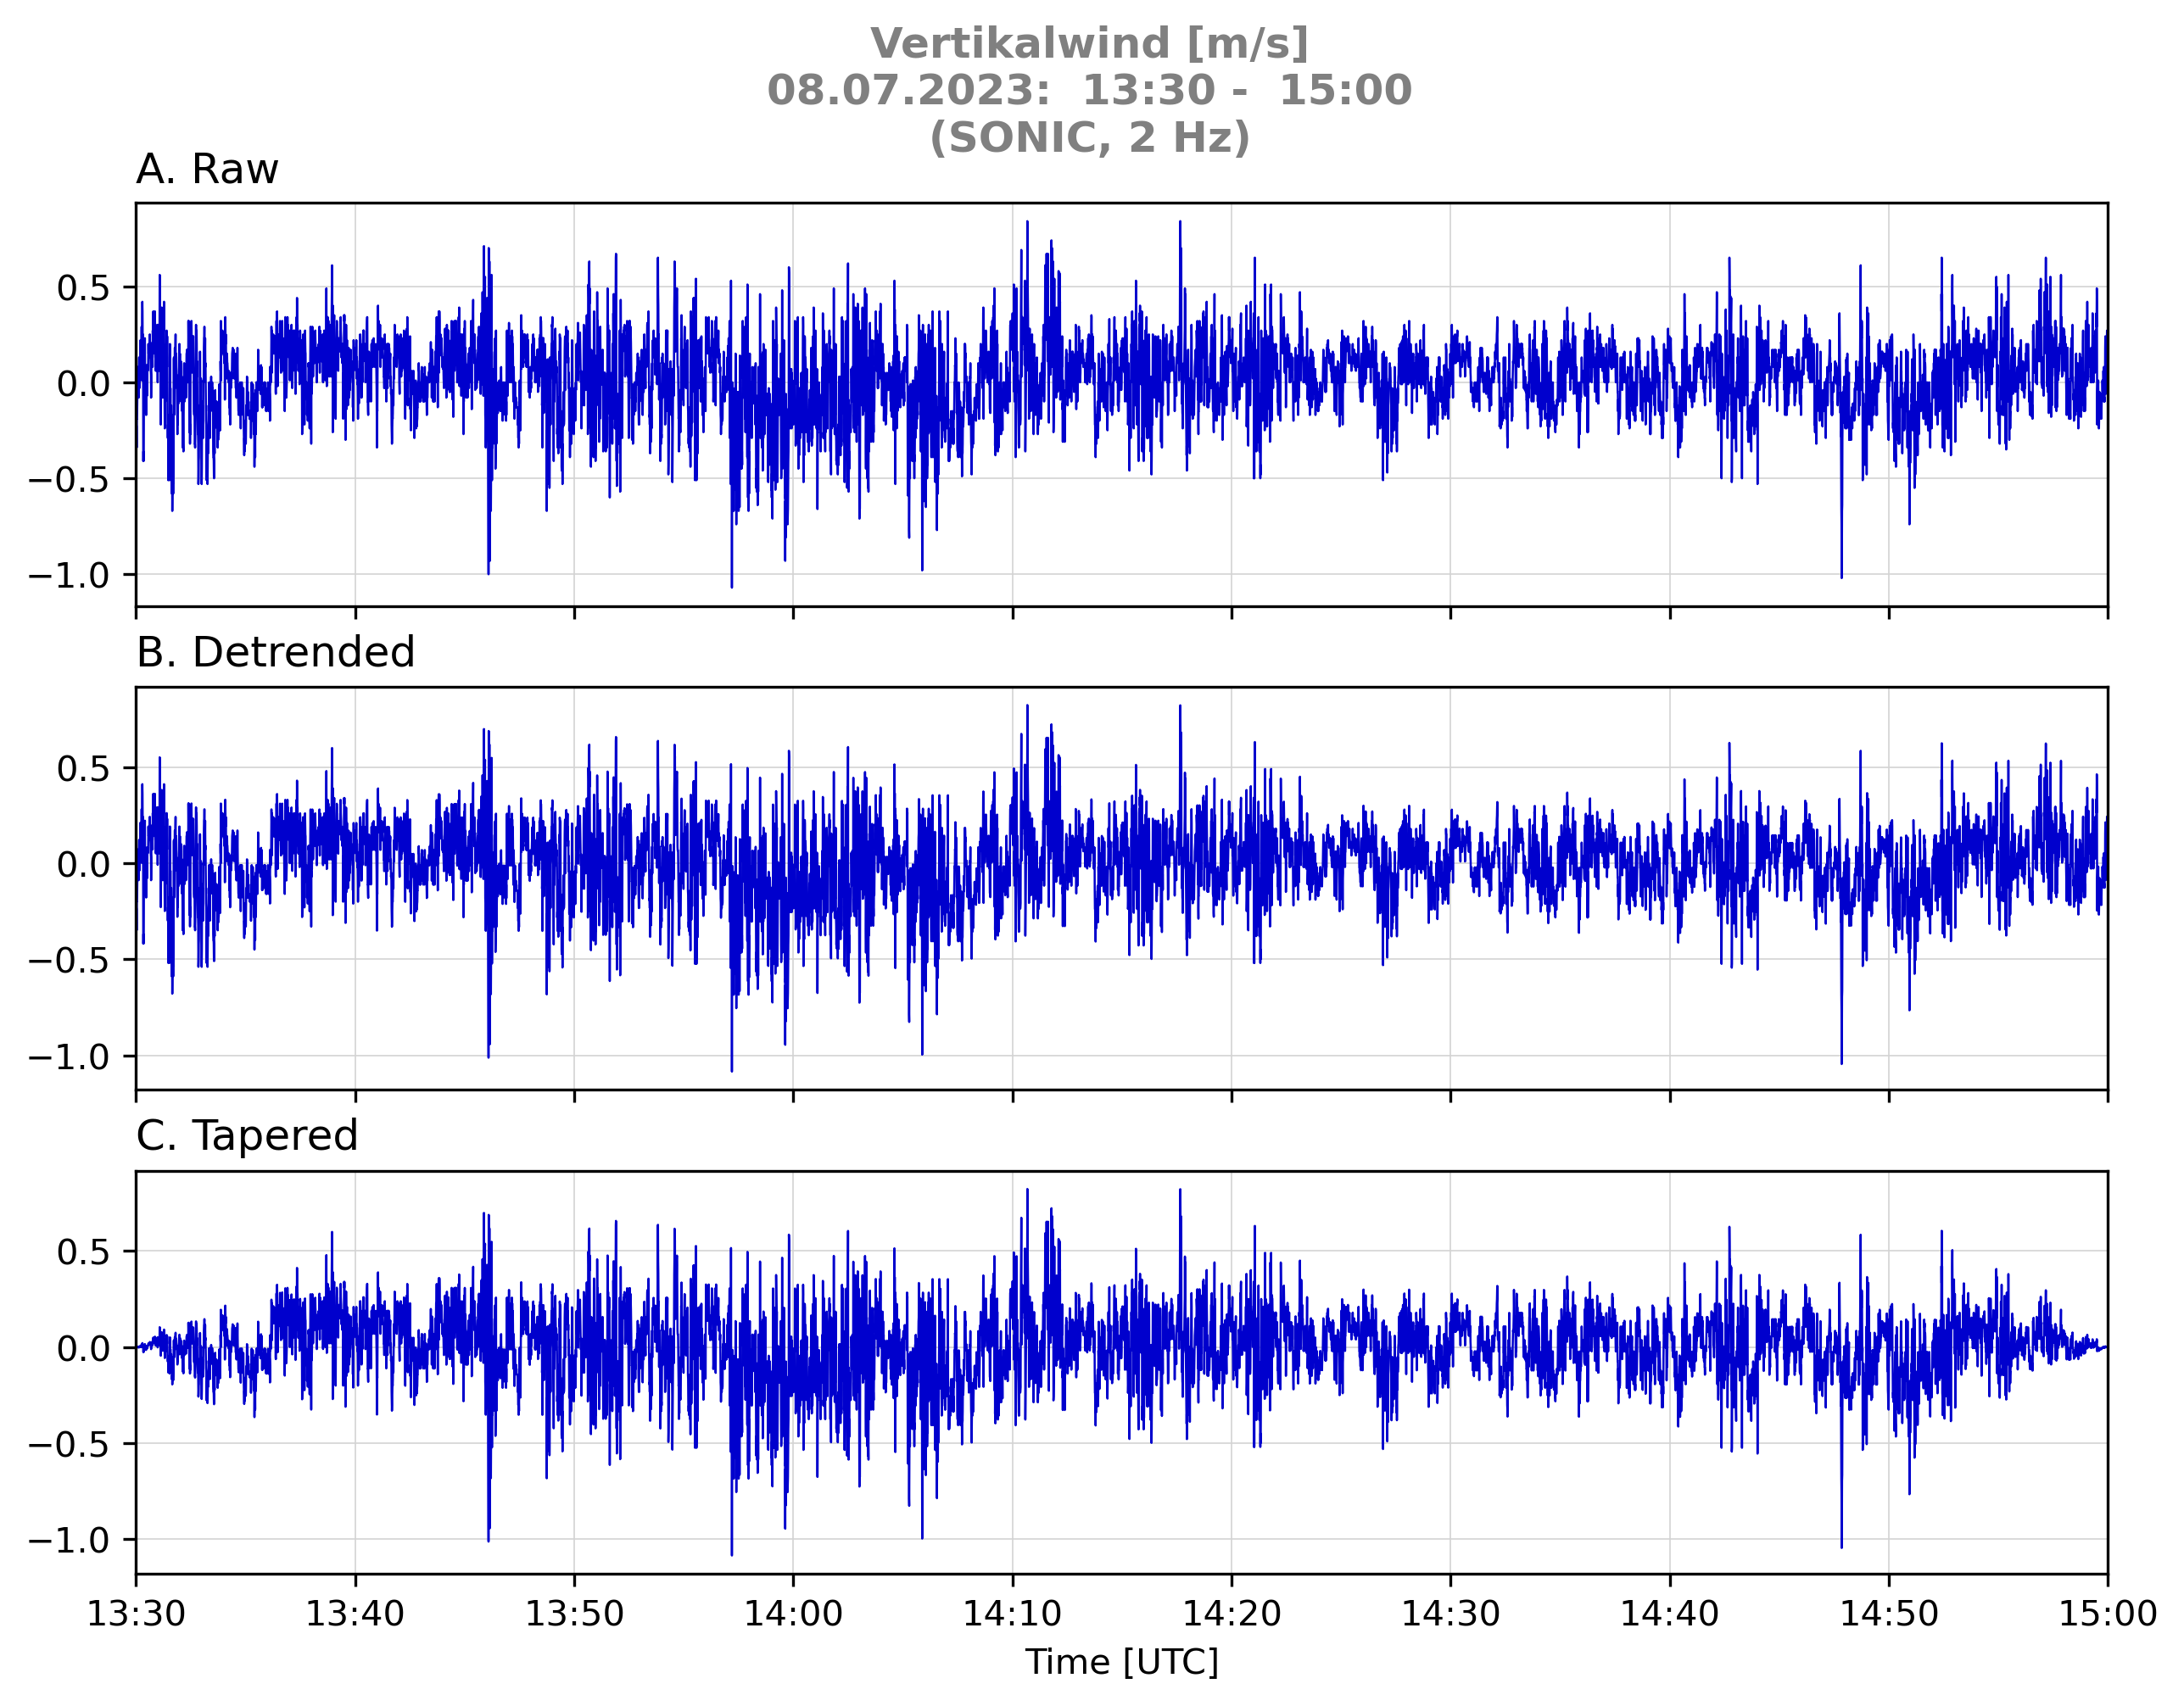 Vertikalwind [m/s]
08.07.2023:  13:30 -  15:00
(SONIC, 2 Hz)
A. Raw
0.5
0.0
−0.5
−1.0
B. Detrended
0.5
0.0
−0.5
−1.0
C. Tapered
0.5
0.0
−0.5
−1.0
13:30 13:40 13:50 14:00 14:10 14:20 14:30 14:40 14:50 15:00
Time [UTC]